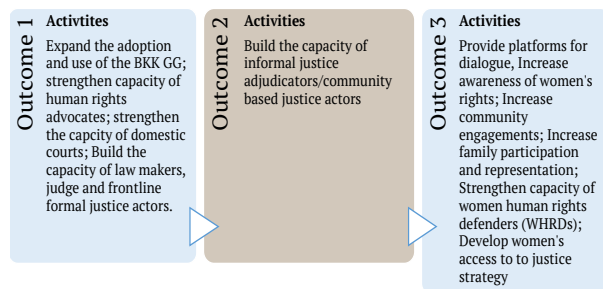 Outcome 1
Activtites
Expand the adoption
and use of the BKK GG;
strengthen capacity of
human rights
advocates; strengthen
the capcity of domestic
courts; Build the
capacity of law makers,
judge and frontline
formal justice actors.
Outcome 2
Activities
Build the capacity of
informal justice
adjudicators/community
based justice actors
Outcome 3
Activities
Provide platforms for
dialogue, Increase
awareness of women's
rights; Increase
community
engagements; Increase
family participation
and representation;
Strengthen capacity of
women human rights
defenders (WHRDs);
Develop women's
access to to justice
strategy